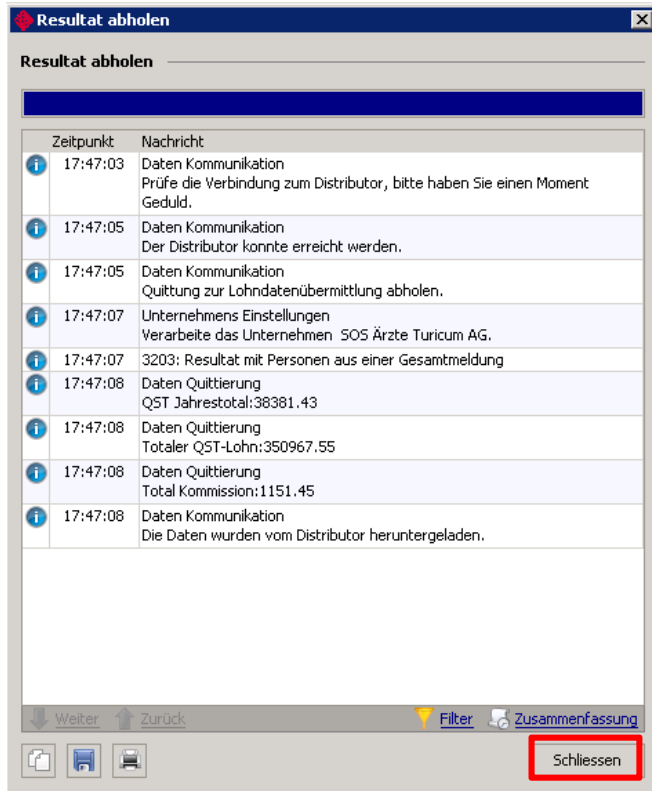 Resultat abholen
Resultat abholen
Zeitpunkt Nachricht
17:47:03 Daten Kommunikation
Prüfe die Verbindung zum Distributor, bitte haben Sie einen Moment
Geduld.
17:47:05 Daten Kommunikation
Der Distributor konnte erreicht werden.
17:47:05 Daten Kommunikation
Quittung zur Lohndatenübermittlung abholen.
17:47:07 Unternehmens Einstellungen
Verarbeite das Unternehmen SOS Ärzte Turicum AG.
17:47:07 3203: Resultat mit Personen aus einer Gesamtmeldung
17:47:08 Daten Quittierung
QST Jahrestotal:38381.43
17:47:08 Daten Quittierung
Totaler QST-Lohn:350967.55
17:47:08 Daten Quittierung
Total Kommission:1151.45
17:47:08 Daten Kommunikation
Die Daten wurden vom Distributor heruntergeladen.
Weiter Zurück Filter Zusammenfassung
Schliessen